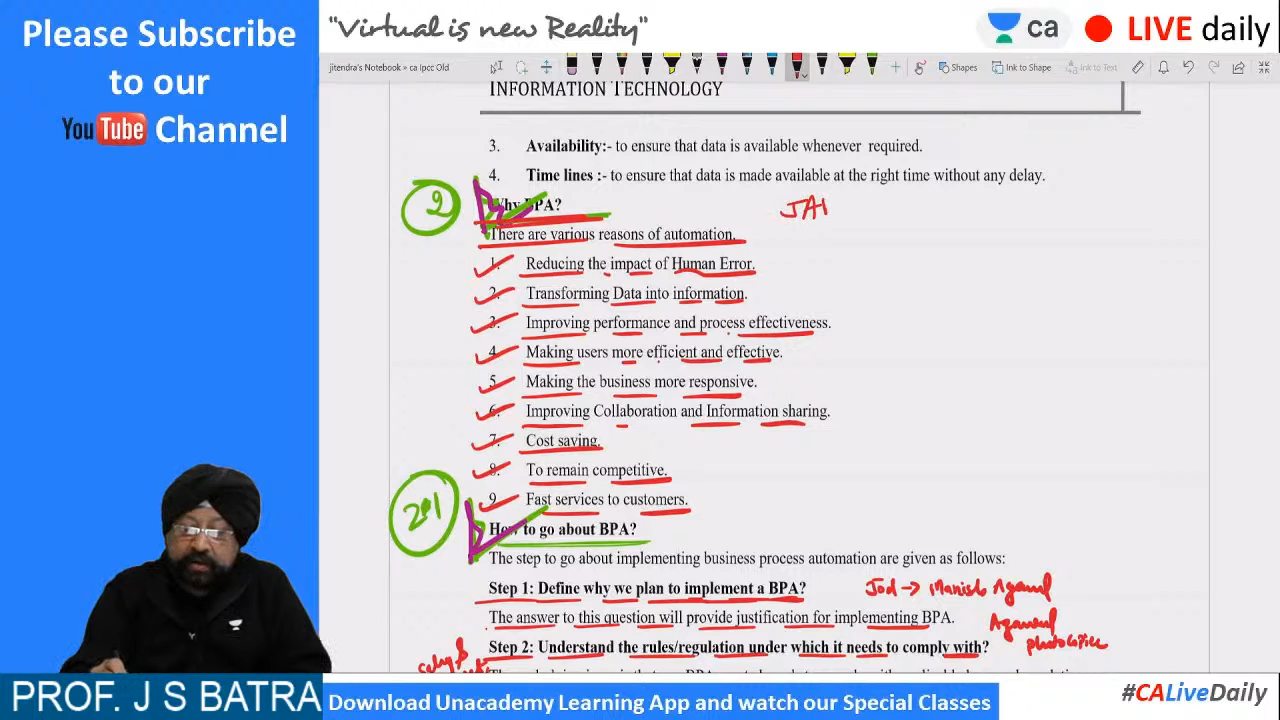 Please Subscribe
to our
YouTube Channel
"Virtual is new Reality"
ca
LIVE daily
jitendra's Notebook » ca Ipcc Old
Shapes
Ink to Shape
Ink to Text
INFORMATION TECHNOLOGY
3. Availability:- to ensure that data is available whenever required.
4. Time lines :- to ensure that data is made available at the right time without any delay.
2
Why BPA?
JAI
There are various reasons of automation.
1. Reducing the impact of Human Error.
2. Transforming Data into information.
3. Improving performance and process effectiveness.
4. Making users more efficient and effective.
5. Making the business more responsive.
6. Improving Collaboration and Information sharing.
7. Cost saving.
8. To remain competitive.
9 Fast services to customers.
How to go about BPA?
The step to go about implementing business process automation are given as follows:
Step 1: Define why we plan to implement a BPA?
Manish Agarwal
The answer to this question will provide justification for implementing BPA.
Agarwal
Step 2: Understand the rules/regulation under which it needs to comply with?
PROF. J S BATRA
Download Unacademy Learning App and watch our Special Classes
#CALiveDaily